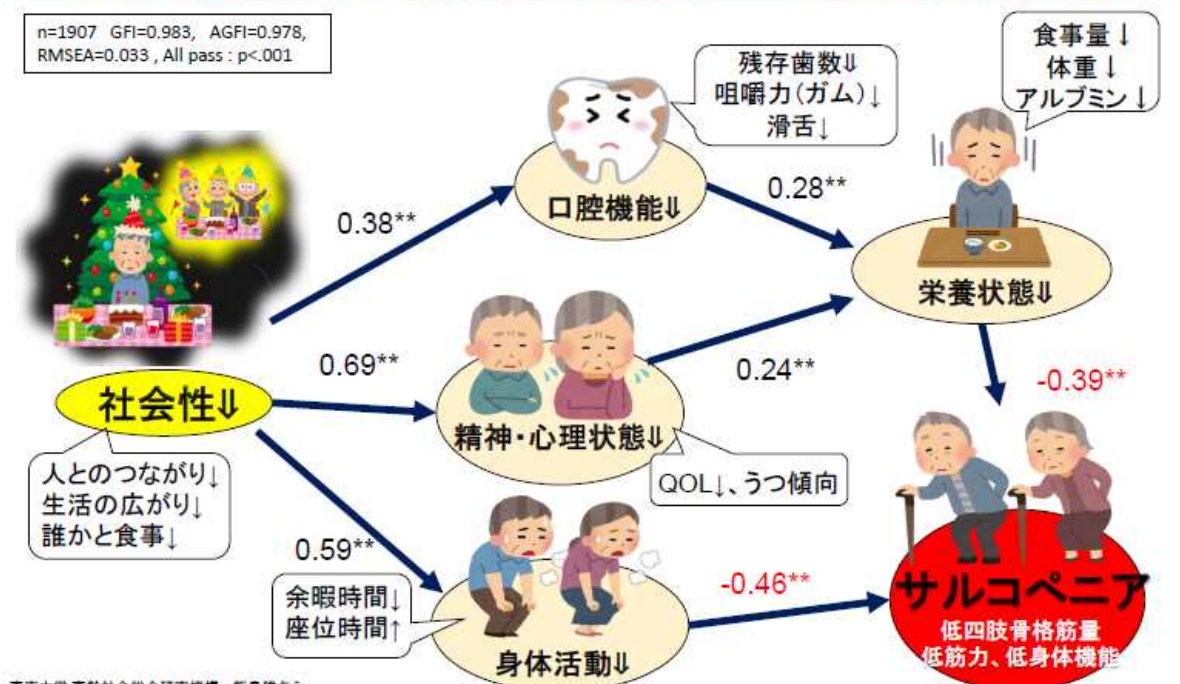 n=1907 GFI=0.983, AGFI=0.978,
RMSEA=0.033 , All pass : p<.001
残存歯数⇓
咀嚼力(ガム)↓
滑舌↓
食事量↓
体重↓
アルブミン↓
0.38**
口腔機能⇓
0.28**
栄養状態⇓
0.69**
0.24**
-0.39**
社会性⇓
精神・心理状態⇓
人とのつながり↓
生活の広がり↓
誰かと食事↓
QOL↓、うつ傾向
0.59**
余暇時間↓
座位時間↑
-0.46**
サルコペニア
低四肢骨格筋量
低筋力、低身体機能
身体活動⇓